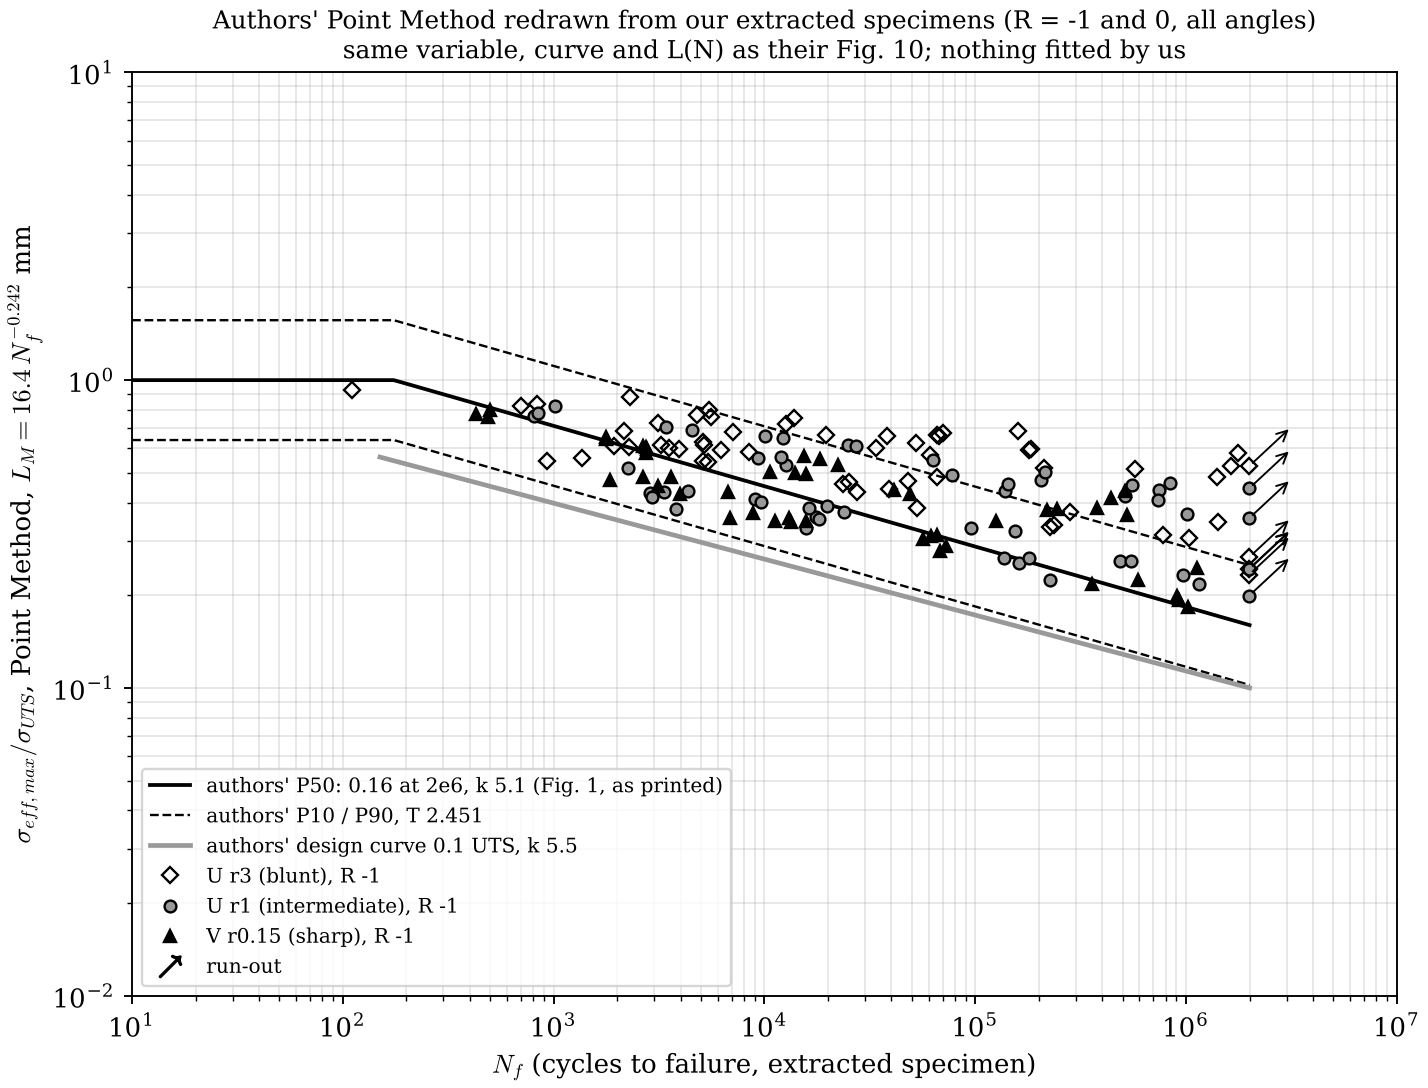 Authors' Point Method redrawn from our extracted specimens (R = -1 and 0, all angles)
same variable, curve and L(N) as their Fig. 10; nothing fitted by us
σ_{eff,max}/σ_{UTS}, Point Method, L_M = 16.4 N_f^{-0.242} mm
10^1
10^0
10^{-1}
10^{-2}
authors' P50: 0.16 at 2e6, k 5.1 (Fig. 1, as printed)
authors' P10 / P90, T 2.451
authors' design curve 0.1 UTS, k 5.5
U r3 (blunt), R -1
U r1 (intermediate), R -1
V r0.15 (sharp), R -1
run-out
10^1 10^2 10^3 10^4 10^5 10^6 10^7
N_f (cycles to failure, extracted specimen)